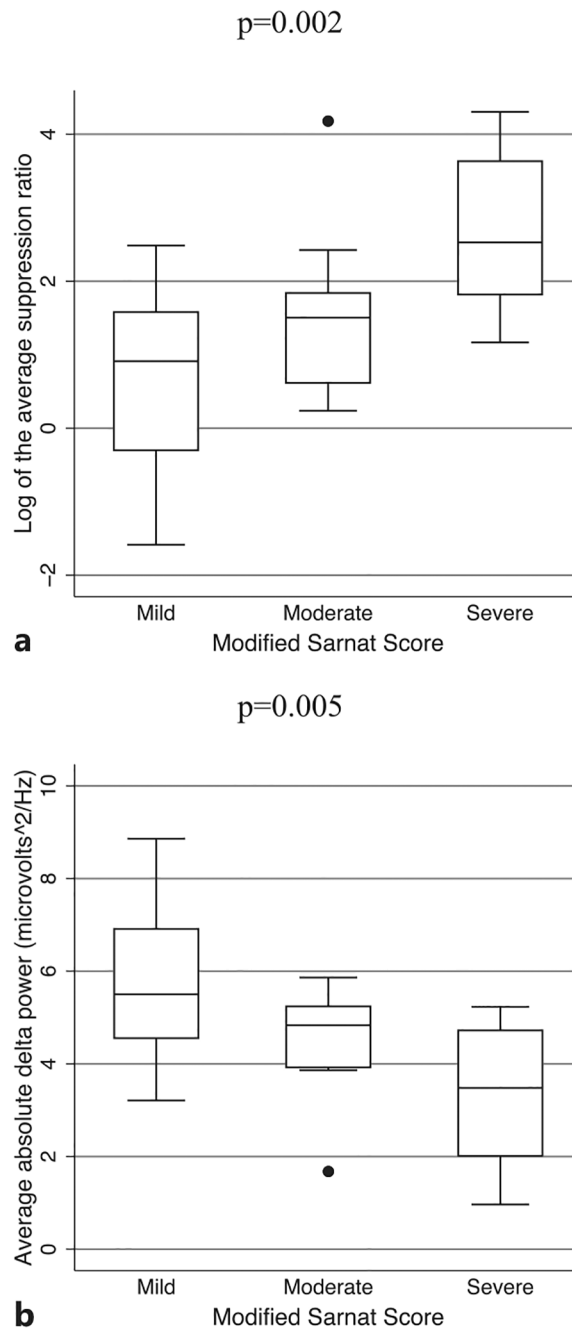 p=0.002
Log of the average suppression ratio
4
2
0
−2
Mild Moderate Severe
Modified Sarnat Score
a
p=0.005
Average absolute delta power (microvolts^2/Hz)
10
8
6
4
2
0
Mild Moderate Severe
Modified Sarnat Score
b